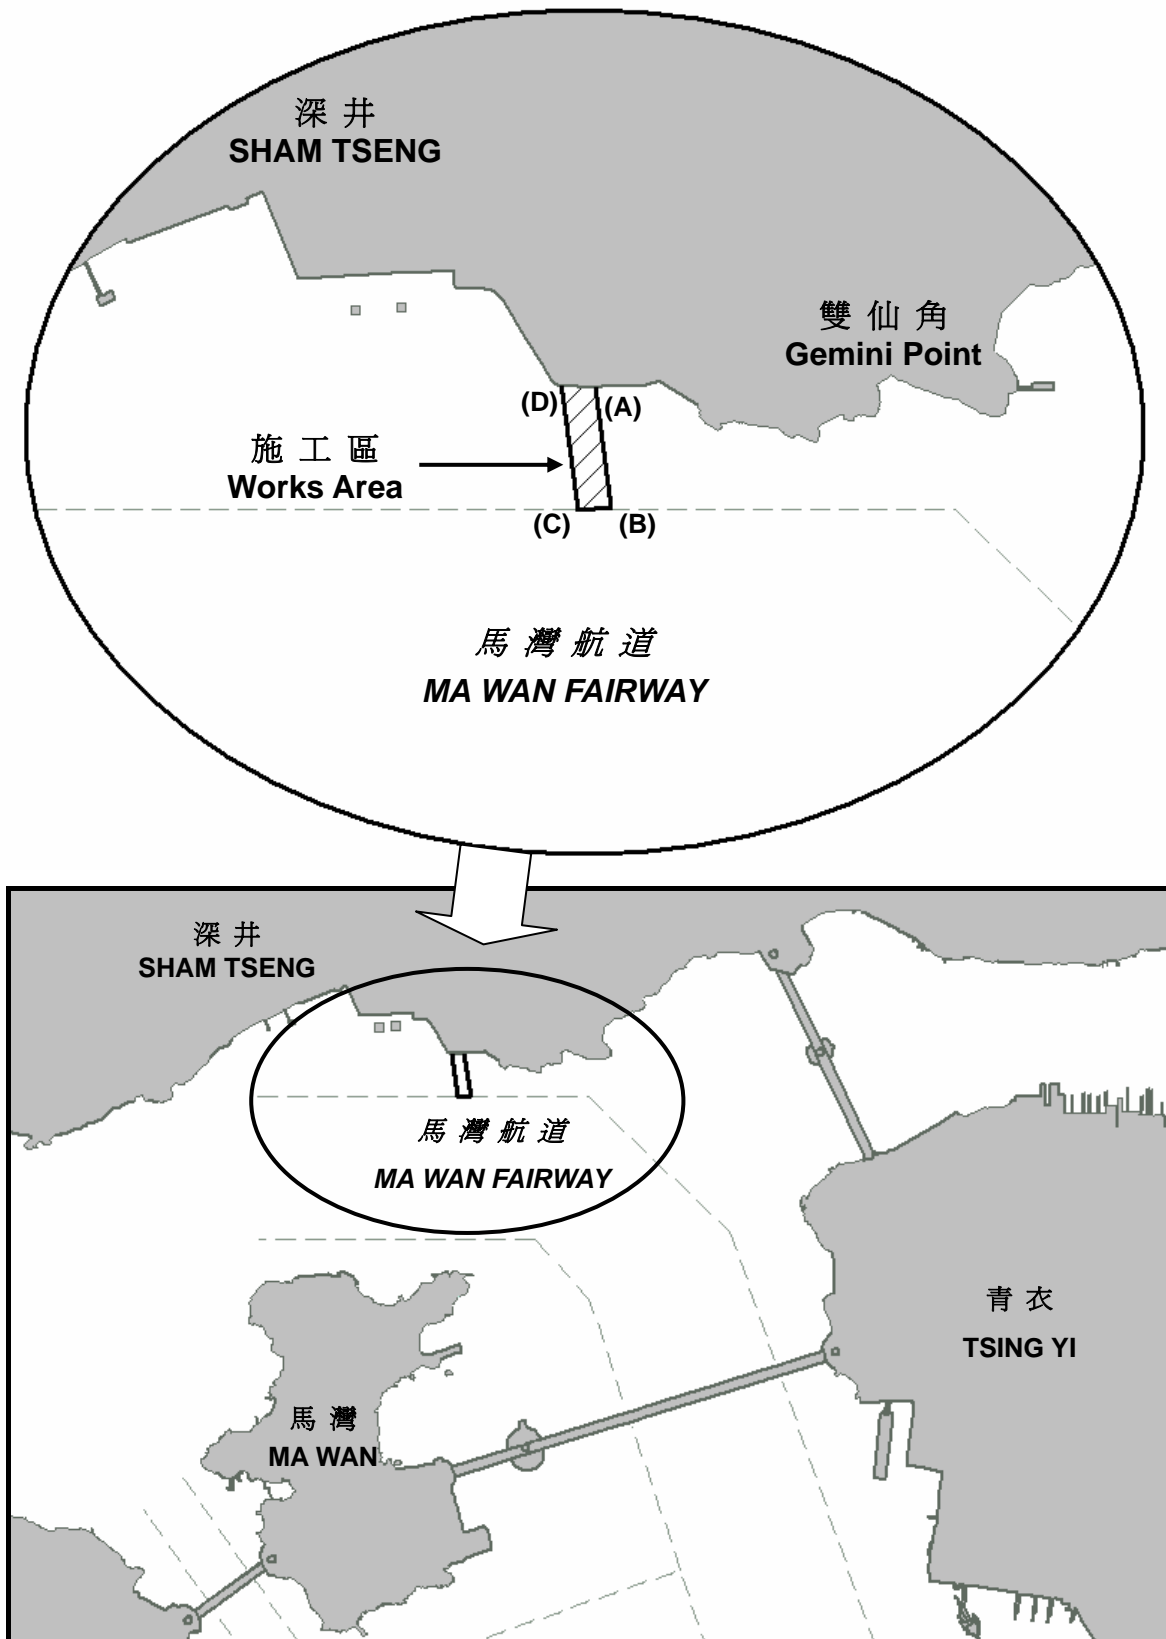 深井
SHAM TSENG
雙仙角
Gemini Point
(D)
(A)
施工區
Works Area
(C)
(B)
馬灣航道
MA WAN FAIRWAY
深井
SHAM TSENG
馬灣航道
MA WAN FAIRWAY
青衣
TSING YI
馬灣
MA WAN